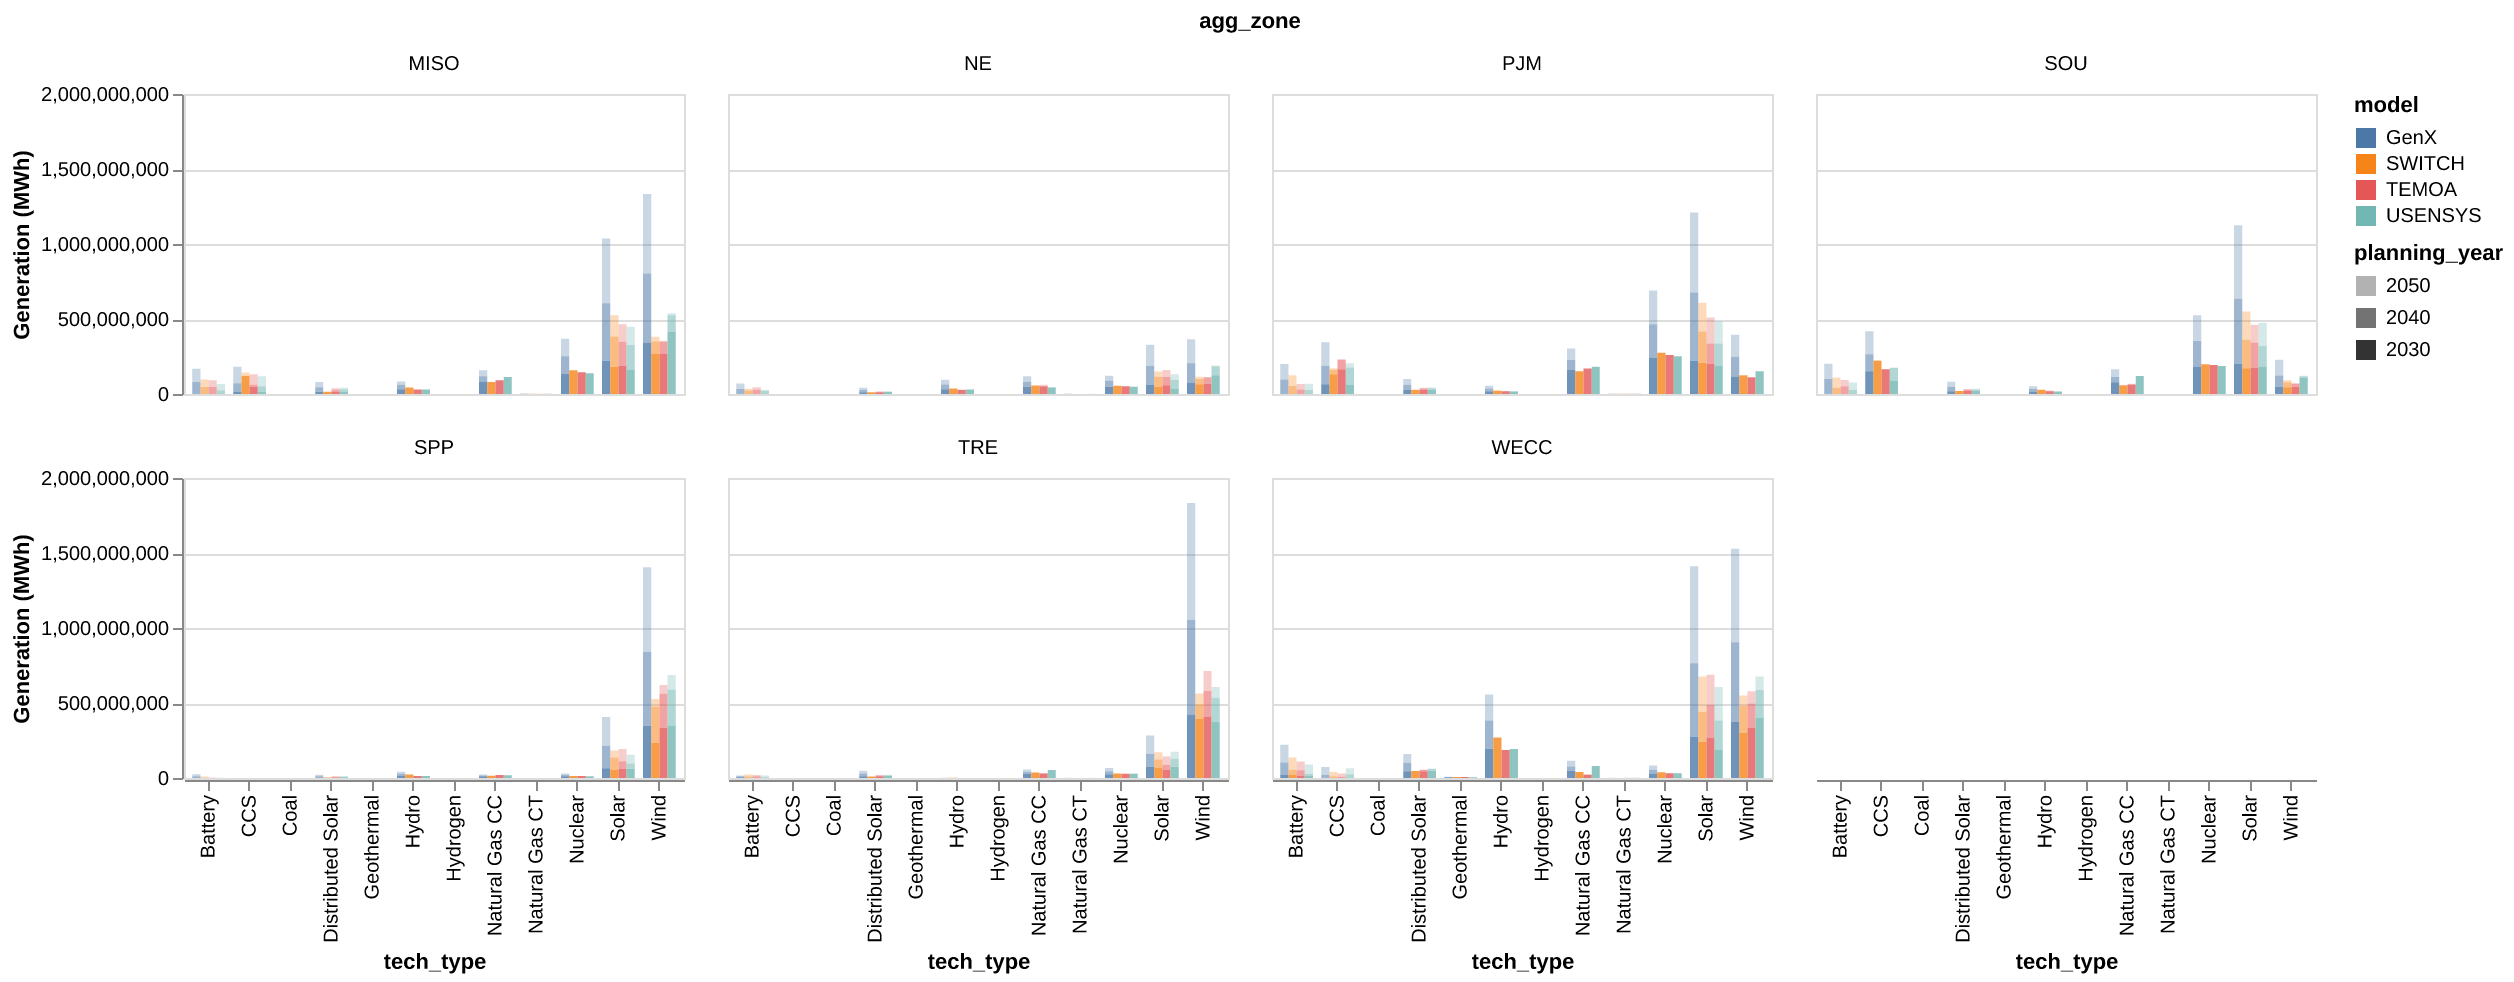 agg_zone
MISO
NE
PJM
SOU
Generation (MWh)
2,000,000,000
1,500,000,000
1,000,000,000
500,000,000
0
model
GenX
SWITCH
TEMOA
USENSYS
planning_year
2050
2040
2030
SPP
TRE
WECC
Generation (MWh)
2,000,000,000
1,500,000,000
1,000,000,000
500,000,000
0
Battery
CCS
Coal
Distributed Solar
Geothermal
Hydro
Hydrogen
Natural Gas CC
Natural Gas CT
Nuclear
Solar
Wind
tech_type
Battery
CCS
Coal
Distributed Solar
Geothermal
Hydro
Hydrogen
Natural Gas CC
Natural Gas CT
Nuclear
Solar
Wind
tech_type
Battery
CCS
Coal
Distributed Solar
Geothermal
Hydro
Hydrogen
Natural Gas CC
Natural Gas CT
Nuclear
Solar
Wind
tech_type
Battery
CCS
Coal
Distributed Solar
Geothermal
Hydro
Hydrogen
Natural Gas CC
Natural Gas CT
Nuclear
Solar
Wind
tech_type